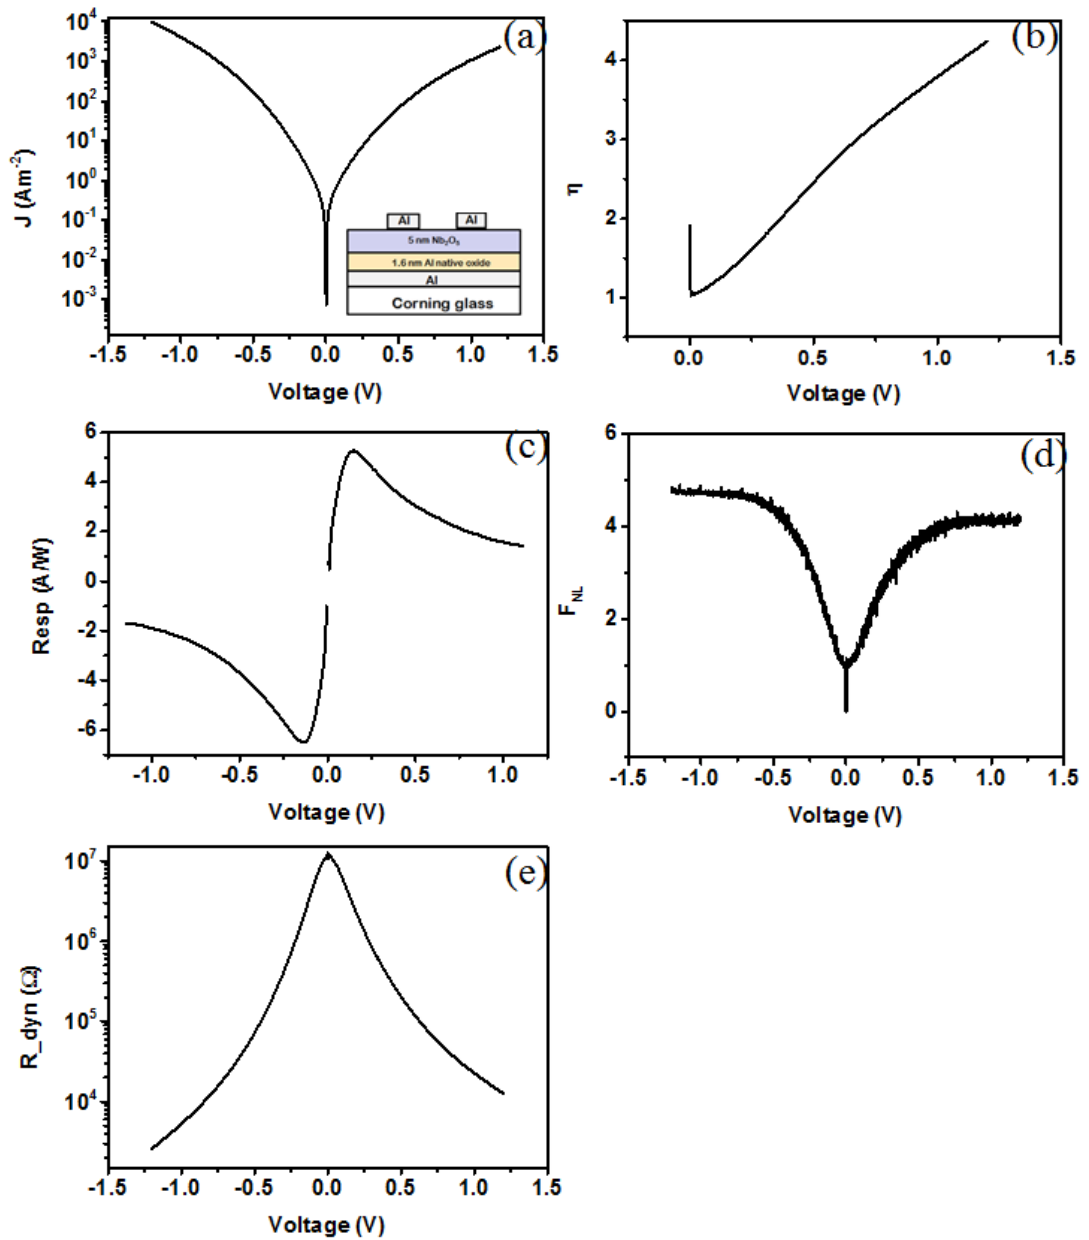 (a)
J (Am⁻²)
10⁴
10³
10²
10¹
10⁰
10⁻¹
10⁻²
10⁻³
Al Al
5 nm Nb₂O₅
1.6 nm Al native oxide
Al
Corning glass
-1.5 -1.0 -0.5 0.0 0.5 1.0 1.5
Voltage (V)
(b)
η
4
3
2
1
0.0 0.5 1.0 1.5
Voltage (V)
(c)
Resp (A/W)
6
4
2
0
-2
-4
-6
-1.0 -0.5 0.0 0.5 1.0
Voltage (V)
(d)
F_NL
6
4
2
0
-1.5 -1.0 -0.5 0.0 0.5 1.0 1.5
Voltage (V)
(e)
R_dyn (Ω)
10⁷
10⁶
10⁵
10⁴
-1.5 -1.0 -0.5 0.0 0.5 1.0 1.5
Voltage (V)